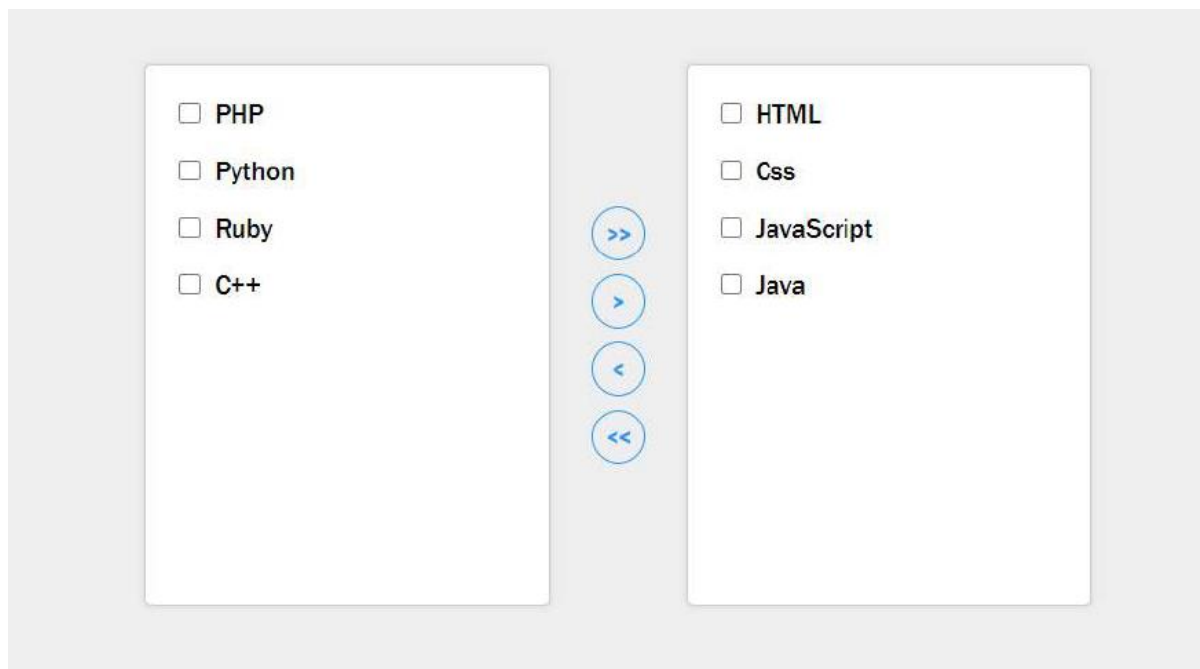 PHP
Python
Ruby
C++
>>
>
<
<<
HTML
Css
JavaScript
Java